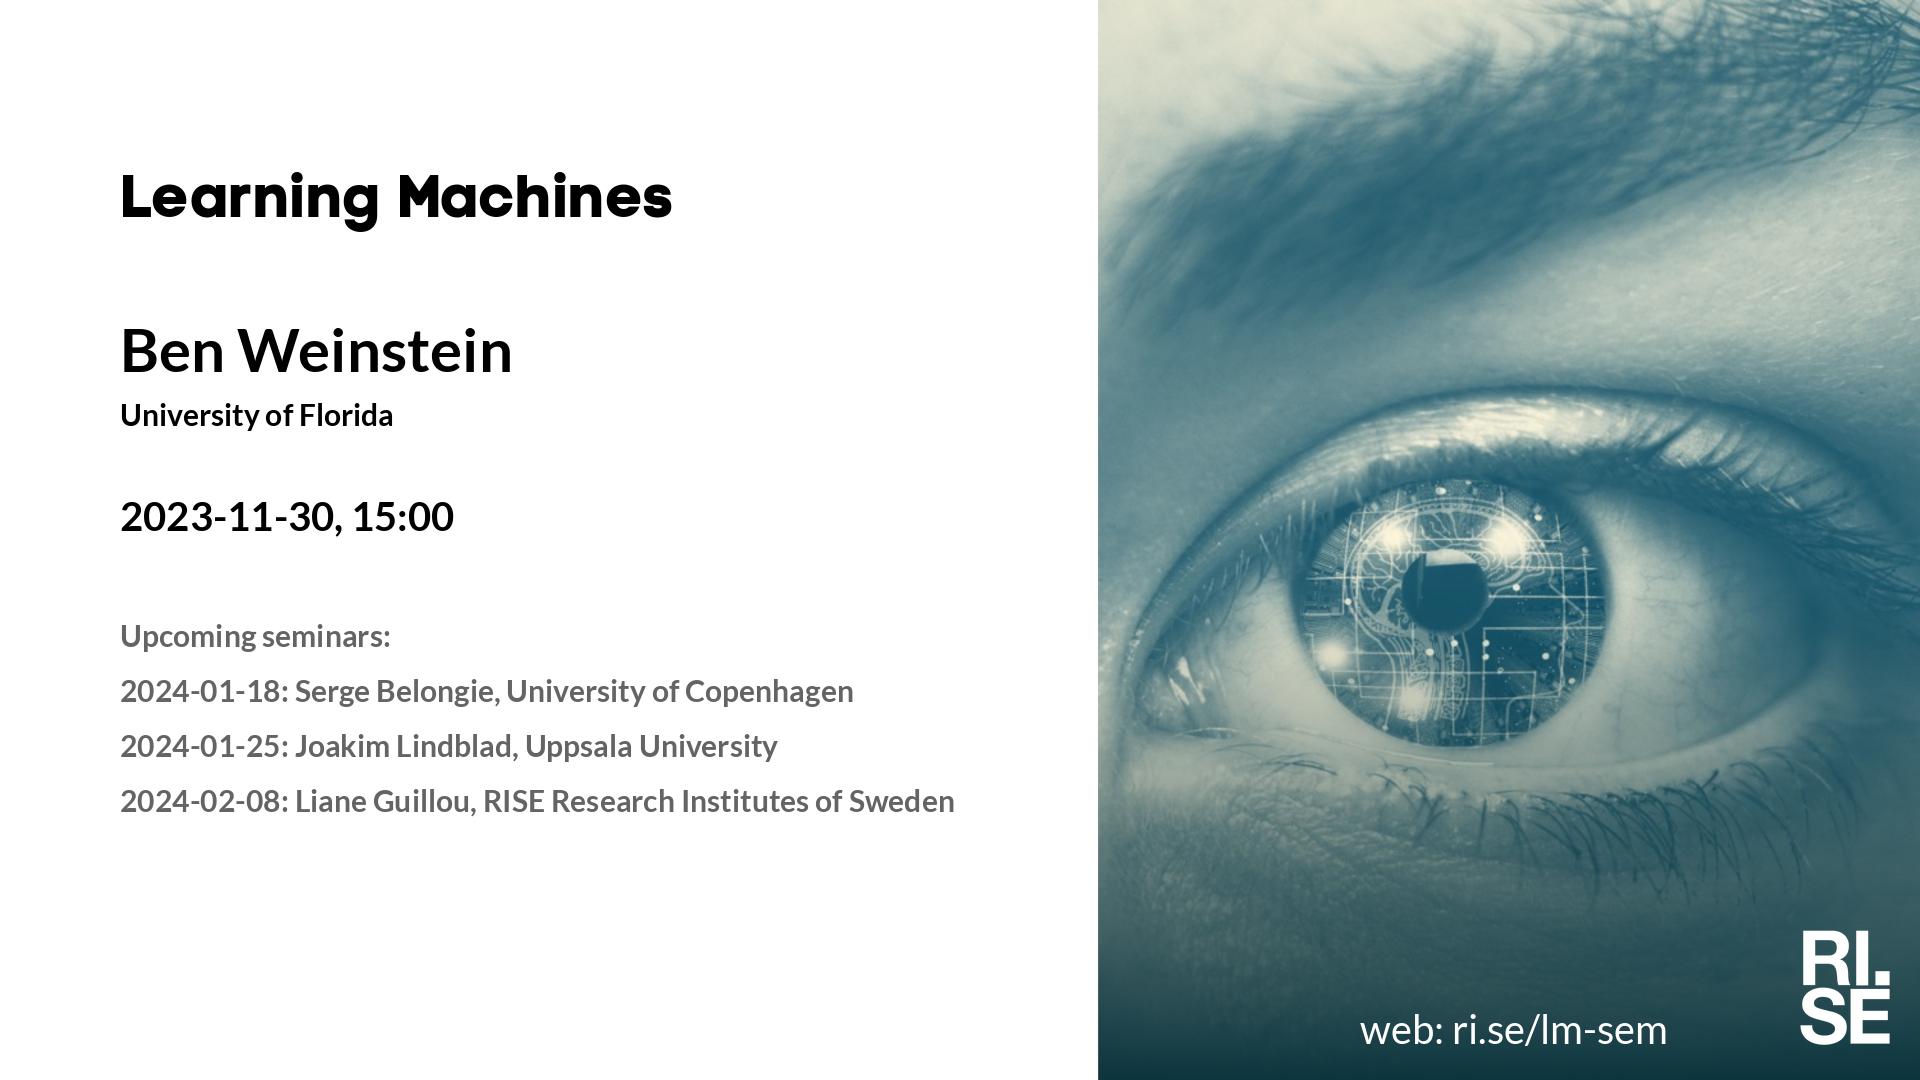 Learning Machines
Ben Weinstein
University of Florida
2023-11-30, 15:00
Upcoming seminars:
2024-01-18: Serge Belongie, University of Copenhagen
2024-01-25: Joakim Lindblad, Uppsala University
2024-02-08: Liane Guillou, RISE Research Institutes of Sweden
web: ri.se/lm-sem
RI.
SE